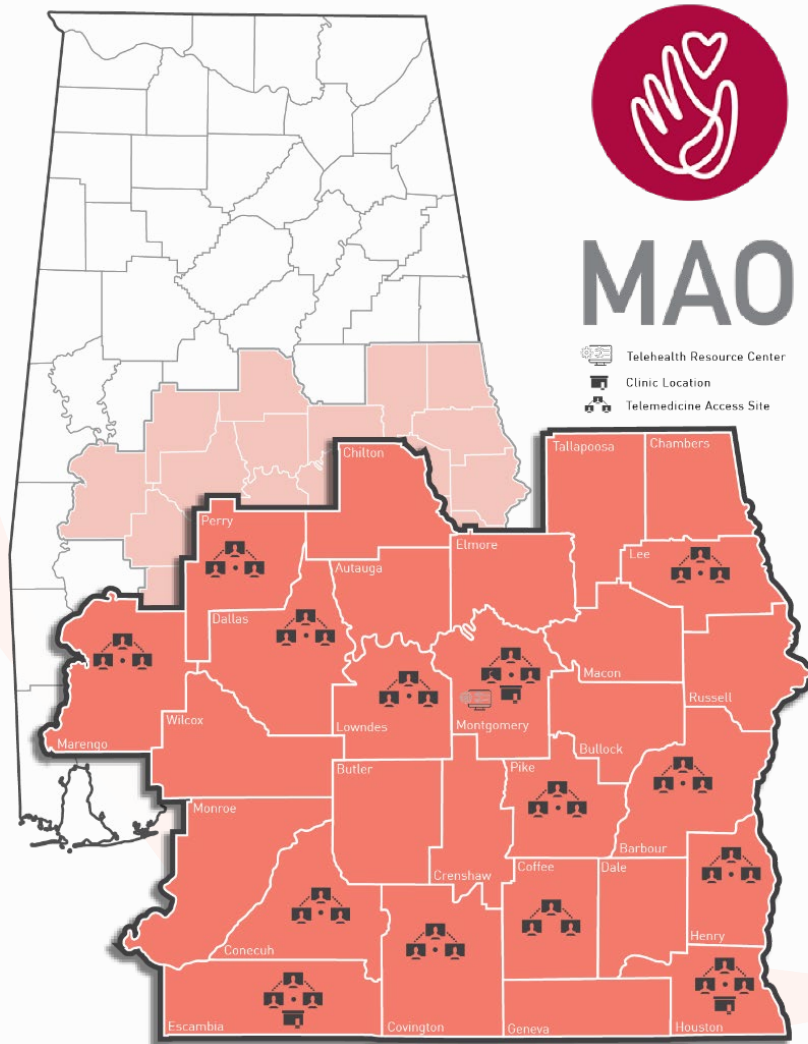 MAO
Telehealth Resource Center
Clinic Location
Telemedicine Access Site
Tallapoosa
Chambers
Chilton
Perry
Elmore
Lee
Autauga
Dallas
Macon
Russell
Wilcox
Lowndes
Montgomery
Marengo
Bullock
Butler
Pike
Monroe
Barbour
Crenshaw
Coffee
Dale
Henry
Conecuh
Escambia
Covington
Geneva
Houston